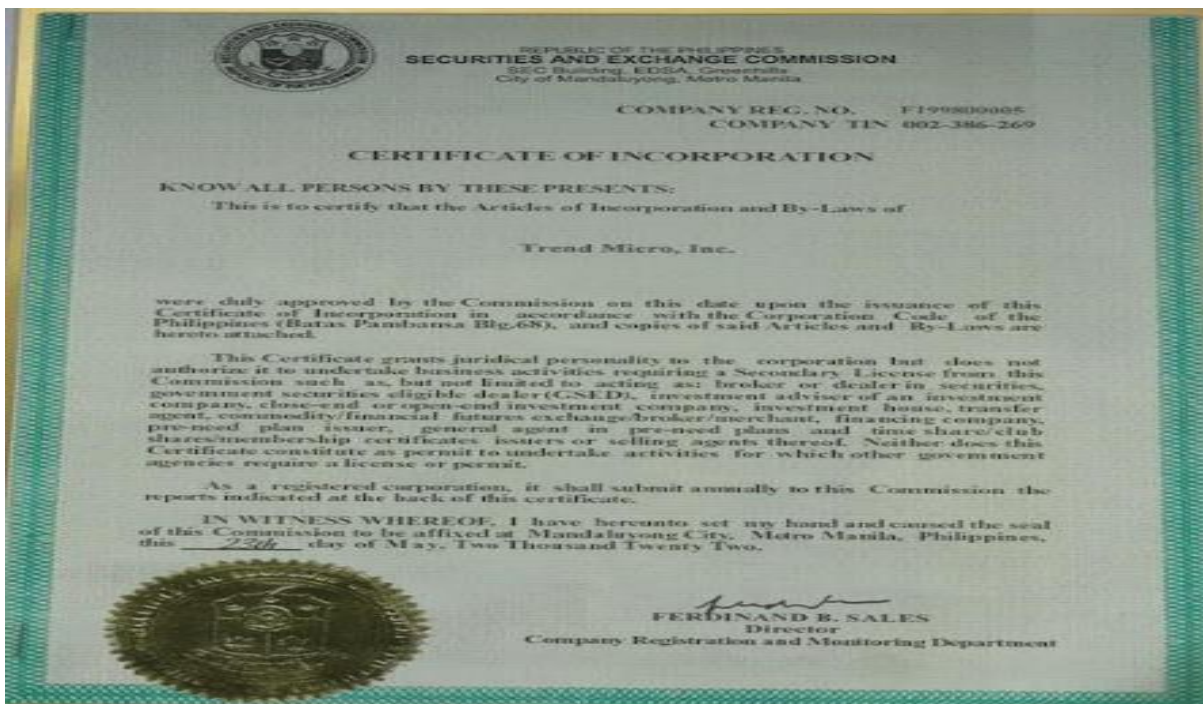 REPUBLIC OF THE PHILIPPINES
SECURITIES AND EXCHANGE COMMISSION
SEC Building, EDSA, Greenhills
City of Mandaluyong, Metro Manila
COMPANY REG. NO. F199800005
COMPANY TIN 002-386-269
CERTIFICATE OF INCORPORATION
KNOW ALL PERSONS BY THESE PRESENTS:
This is to certify that the Articles of Incorporation and By-Laws of
Trend Micro, Inc.
were duly approved by the Commission on this date upon the issuance of this
Certificate of Incorporation in accordance with the Corporation Code of the
Philippines (Batas Pambansa Blg.68), and copies of said Articles and By-Laws are
hereto attached.
This Certificate grants juridical personality to the corporation but does not
authorize it to undertake business activities requiring a Secondary License from this
Commission such as, but not limited to acting as: broker or dealer in securities,
government securities eligible dealer (GSED), investment adviser of an investment
company, close-end or open-end investment company, investment house, transfer
agent, commodity/financial futures exchange/broker/merchant, financing company,
pre-need plan issuer, general agent in pre-need plans and time share/club
shares/membership certificates issuers or selling agents thereof. Neither does this
Certificate constitute as permit to undertake activities for which other government
agencies require a license or permit.
As a registered corporation, it shall submit annually to this Commission the
reports indicated at the back of this certificate.
IN WITNESS WHEREOF, I have hereunto set my hand and caused the seal
of this Commission to be affixed at Mandaluyong City, Metro Manila, Philippines,
this day of May, Two Thousand Twenty Two.
FERDINAND B. SALES
Director
Company Registration and Monitoring Department